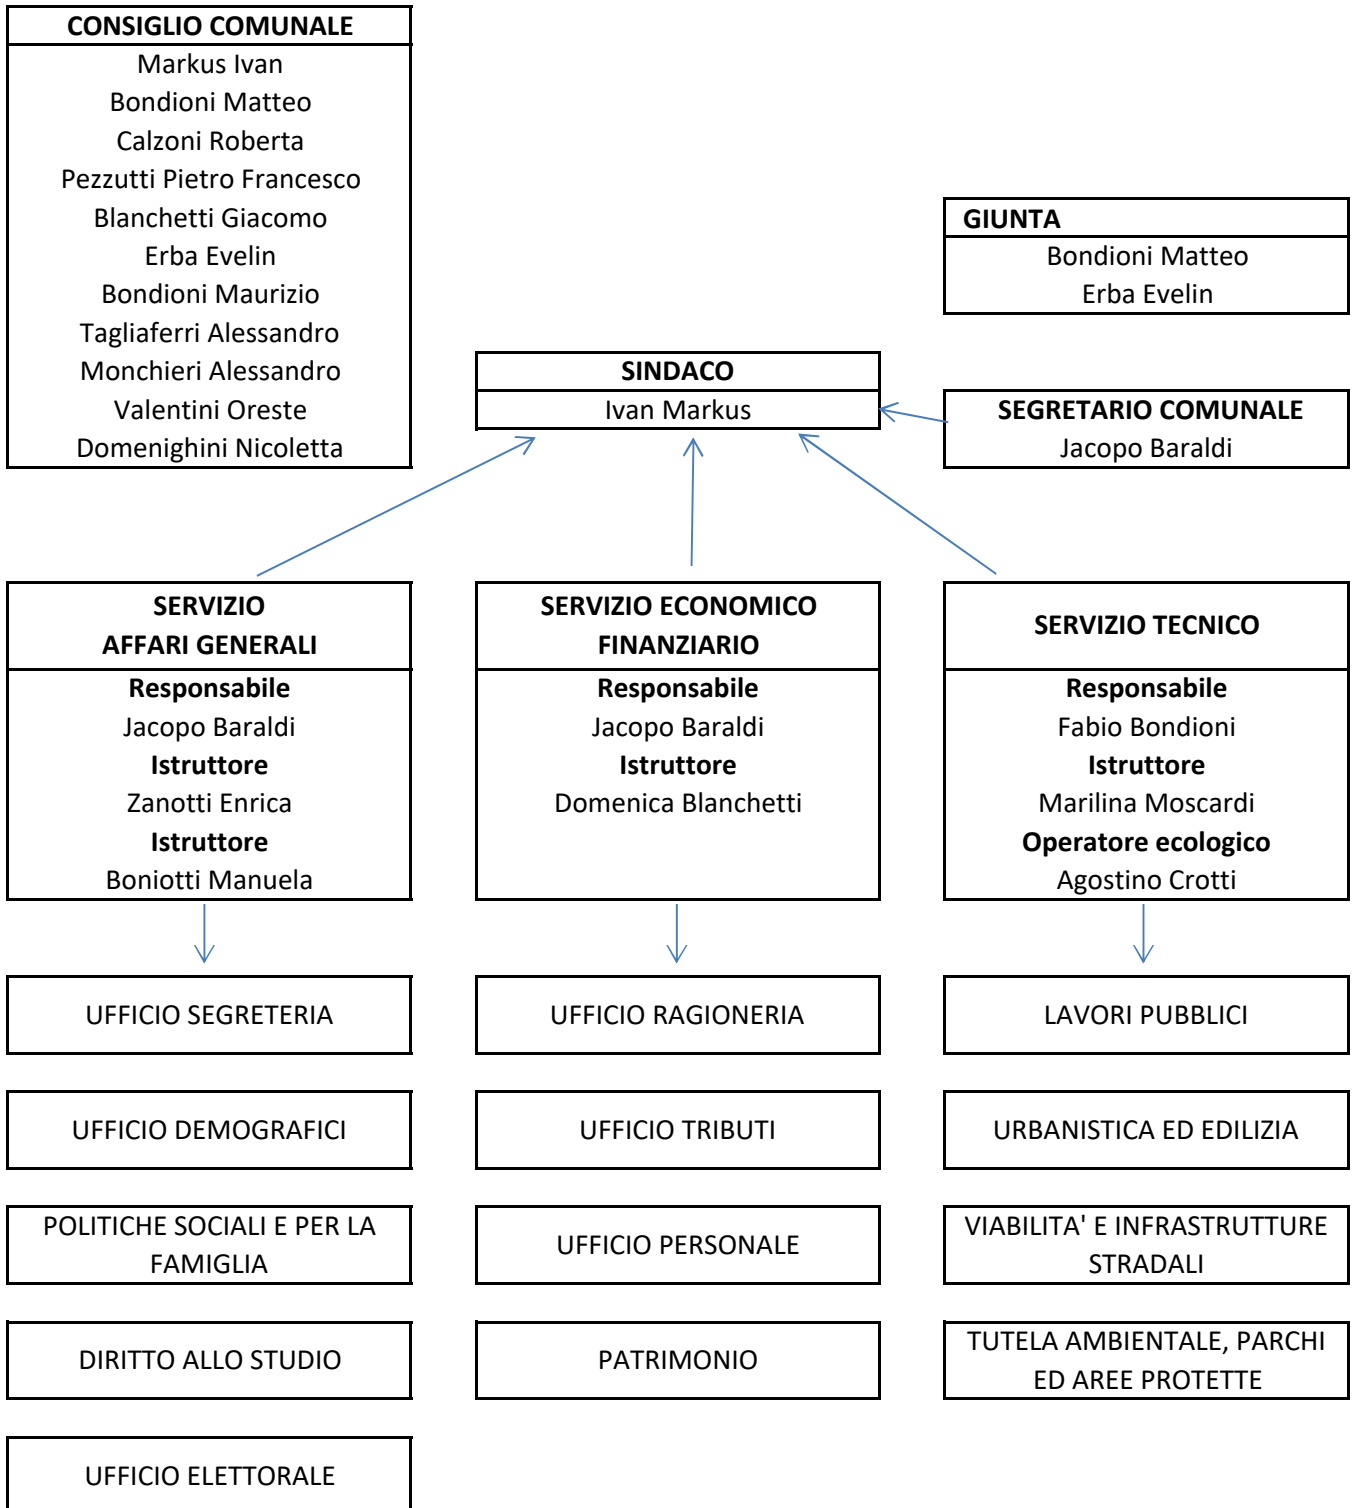 CONSIGLIO COMUNALE
Markus Ivan
Bondioni Matteo
Calzoni Roberta
Pezzutti Pietro Francesco
Blanchetti Giacomo
Erba Evelin
Bondioni Maurizio
Tagliaferri Alessandro
Monchieri Alessandro
Valentini Oreste
Domenighini Nicoletta
GIUNTA
Bondioni Matteo
Erba Evelin
SINDACO
Ivan Markus
SEGRETARIO COMUNALE
Jacopo Baraldi
SERVIZIO
AFFARI GENERALI
Responsabile
Jacopo Baraldi
Istruttore
Zanotti Enrica
Istruttore
Boniotti Manuela
SERVIZIO ECONOMICO
FINANZIARIO
Responsabile
Jacopo Baraldi
Istruttore
Domenica Blanchetti
SERVIZIO TECNICO
Responsabile
Fabio Bondioni
Istruttore
Marilina Moscardi
Operatore ecologico
Agostino Crotti
UFFICIO SEGRETERIA
UFFICIO DEMOGRAFICI
POLITICHE SOCIALI E PER LA
FAMIGLIA
DIRITTO ALLO STUDIO
UFFICIO ELETTORALE
UFFICIO RAGIONERIA
UFFICIO TRIBUTI
UFFICIO PERSONALE
PATRIMONIO
LAVORI PUBBLICI
URBANISTICA ED EDILIZIA
VIABILITA' E INFRASTRUTTURE
STRADALI
TUTELA AMBIENTALE, PARCHI
ED AREE PROTETTE